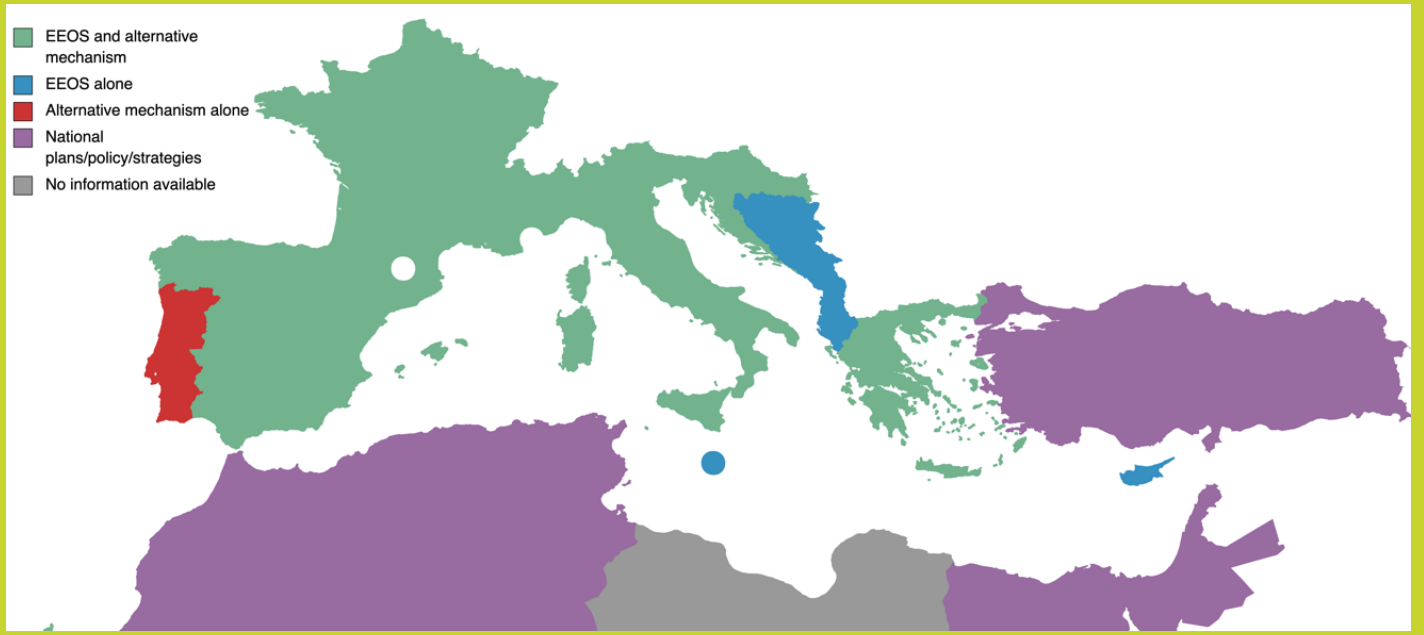 EEOS and alternative
mechanism
EEOS alone
Alternative mechanism alone
National
plans/policy/strategies
No information available